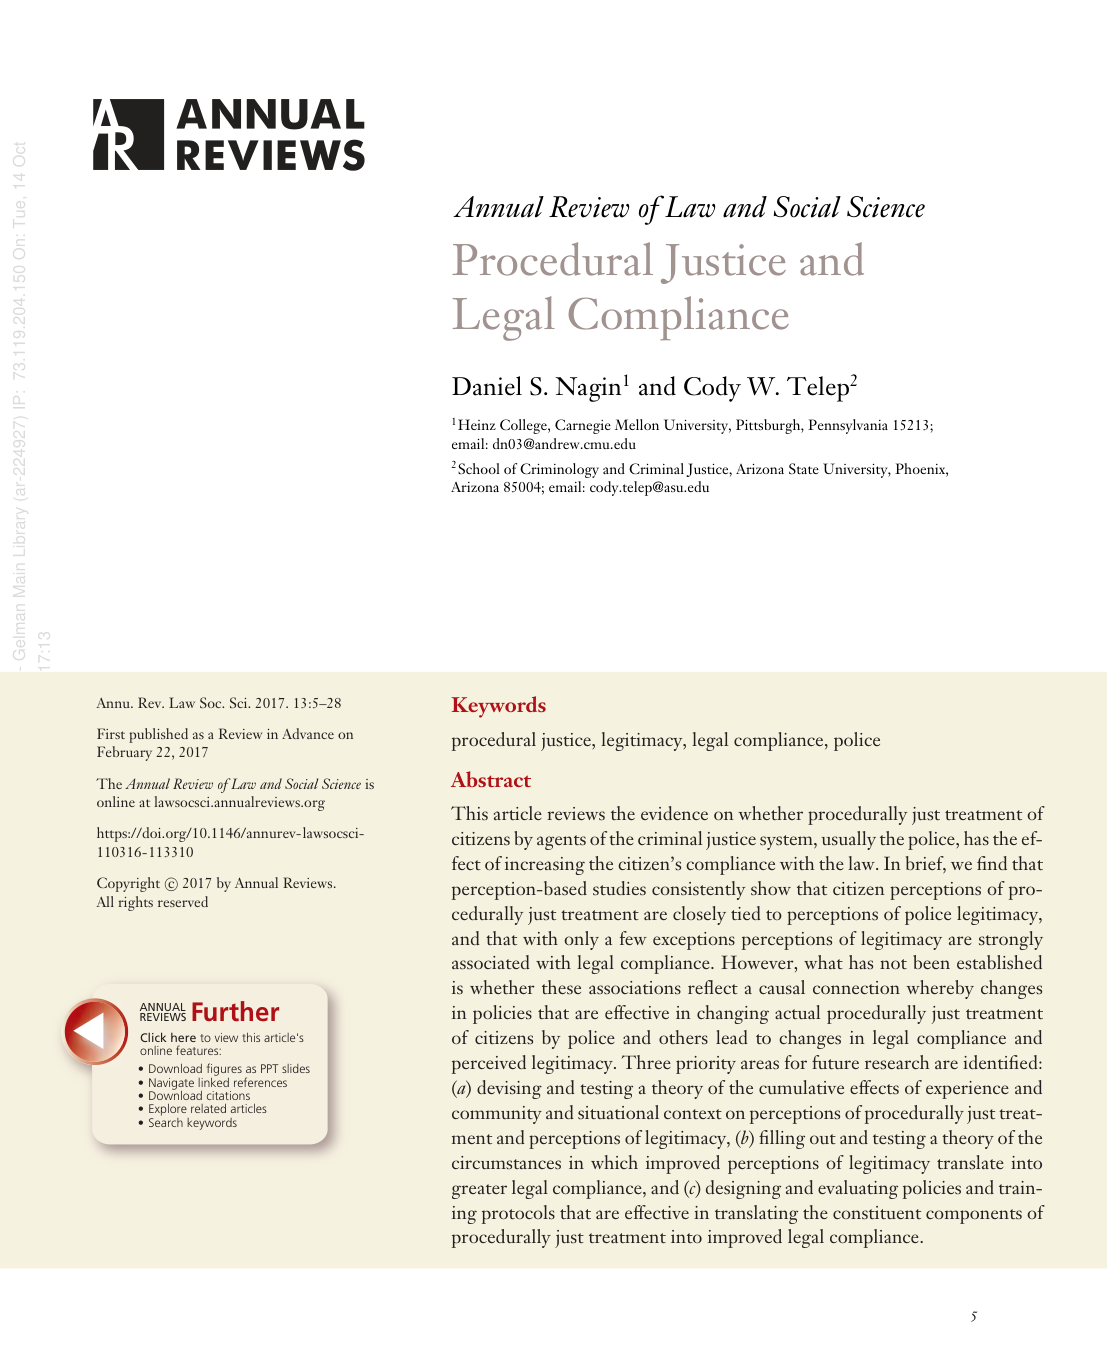 ANNUAL
REVIEWS
Annual Review of Law and Social Science
Procedural Justice and
Legal Compliance
Daniel S. Nagin1 and Cody W. Telep2
1Heinz College, Carnegie Mellon University, Pittsburgh, Pennsylvania 15213;
email: dn03@andrew.cmu.edu
2School of Criminology and Criminal Justice, Arizona State University, Phoenix,
Arizona 85004; email: cody.telep@asu.edu
- Gelman Main Library (ar-224927) IP: 73.119.204.150 On: Tue, 14 Oct
17:13
Annu. Rev. Law Soc. Sci. 2017. 13:5–28
First published as a Review in Advance on
February 22, 2017
The Annual Review of Law and Social Science is
online at lawsocsci.annualreviews.org
https://doi.org/10.1146/annurev-lawsocsci-
110316-113310
Copyright © 2017 by Annual Reviews.
All rights reserved
ANNUAL
REVIEWS Further
Click here to view this article's
online features:
• Download figures as PPT slides
• Navigate linked references
• Download citations
• Explore related articles
• Search keywords
Keywords
procedural justice, legitimacy, legal compliance, police
Abstract
This article reviews the evidence on whether procedurally just treatment of
citizens by agents of the criminal justice system, usually the police, has the ef-
fect of increasing the citizen's compliance with the law. In brief, we find that
perception-based studies consistently show that citizen perceptions of pro-
cedurally just treatment are closely tied to perceptions of police legitimacy,
and that with only a few exceptions perceptions of legitimacy are strongly
associated with legal compliance. However, what has not been established
is whether these associations reflect a causal connection whereby changes
in policies that are effective in changing actual procedurally just treatment
of citizens by police and others lead to changes in legal compliance and
perceived legitimacy. Three priority areas for future research are identified:
(a) devising and testing a theory of the cumulative effects of experience and
community and situational context on perceptions of procedurally just treat-
ment and perceptions of legitimacy, (b) filling out and testing a theory of the
circumstances in which improved perceptions of legitimacy translate into
greater legal compliance, and (c) designing and evaluating policies and train-
ing protocols that are effective in translating the constituent components of
procedurally just treatment into improved legal compliance.
5